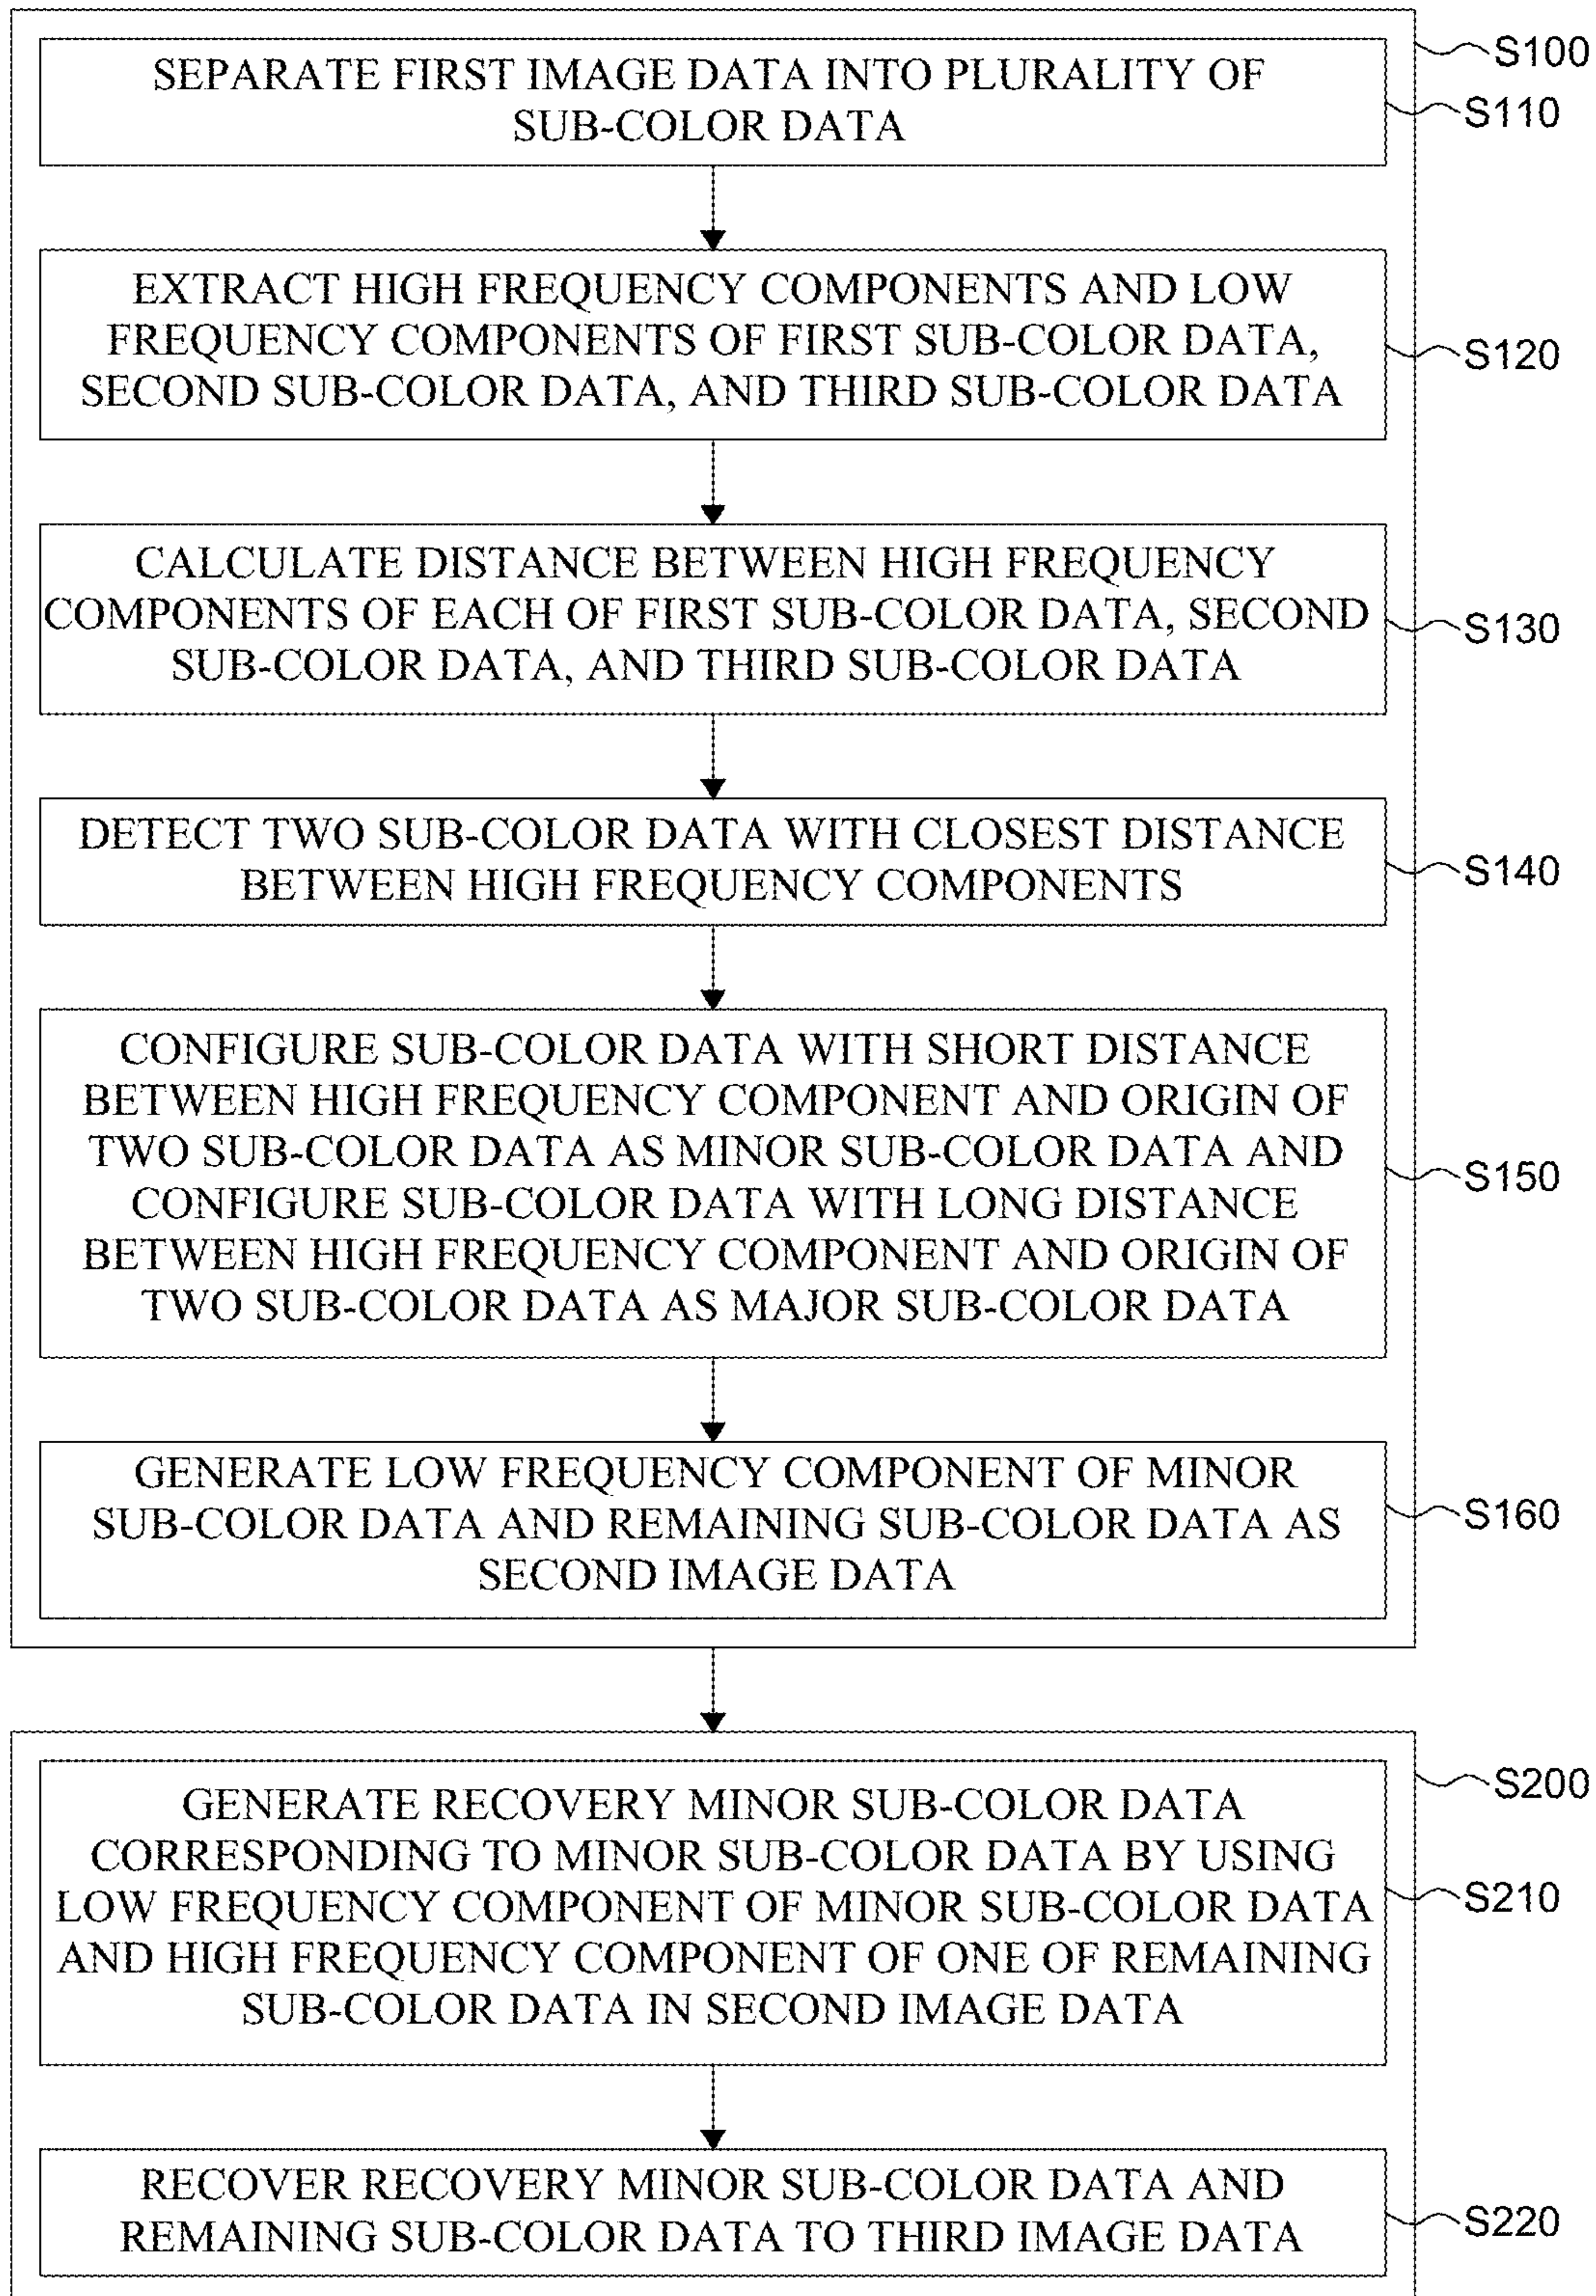 S100
SEPARATE FIRST IMAGE DATA INTO PLURALITY OF
SUB-COLOR DATA
S110
EXTRACT HIGH FREQUENCY COMPONENTS AND LOW
FREQUENCY COMPONENTS OF FIRST SUB-COLOR DATA,
SECOND SUB-COLOR DATA, AND THIRD SUB-COLOR DATA
S120
CALCULATE DISTANCE BETWEEN HIGH FREQUENCY
COMPONENTS OF EACH OF FIRST SUB-COLOR DATA, SECOND
SUB-COLOR DATA, AND THIRD SUB-COLOR DATA
S130
DETECT TWO SUB-COLOR DATA WITH CLOSEST DISTANCE
BETWEEN HIGH FREQUENCY COMPONENTS
S140
CONFIGURE SUB-COLOR DATA WITH SHORT DISTANCE
BETWEEN HIGH FREQUENCY COMPONENT AND ORIGIN OF
TWO SUB-COLOR DATA AS MINOR SUB-COLOR DATA AND
CONFIGURE SUB-COLOR DATA WITH LONG DISTANCE
BETWEEN HIGH FREQUENCY COMPONENT AND ORIGIN OF
TWO SUB-COLOR DATA AS MAJOR SUB-COLOR DATA
S150
GENERATE LOW FREQUENCY COMPONENT OF MINOR
SUB-COLOR DATA AND REMAINING SUB-COLOR DATA AS
SECOND IMAGE DATA
S160
S200
GENERATE RECOVERY MINOR SUB-COLOR DATA
CORRESPONDING TO MINOR SUB-COLOR DATA BY USING
LOW FREQUENCY COMPONENT OF MINOR SUB-COLOR DATA
AND HIGH FREQUENCY COMPONENT OF ONE OF REMAINING
SUB-COLOR DATA IN SECOND IMAGE DATA
S210
RECOVER RECOVERY MINOR SUB-COLOR DATA AND
REMAINING SUB-COLOR DATA TO THIRD IMAGE DATA
S220